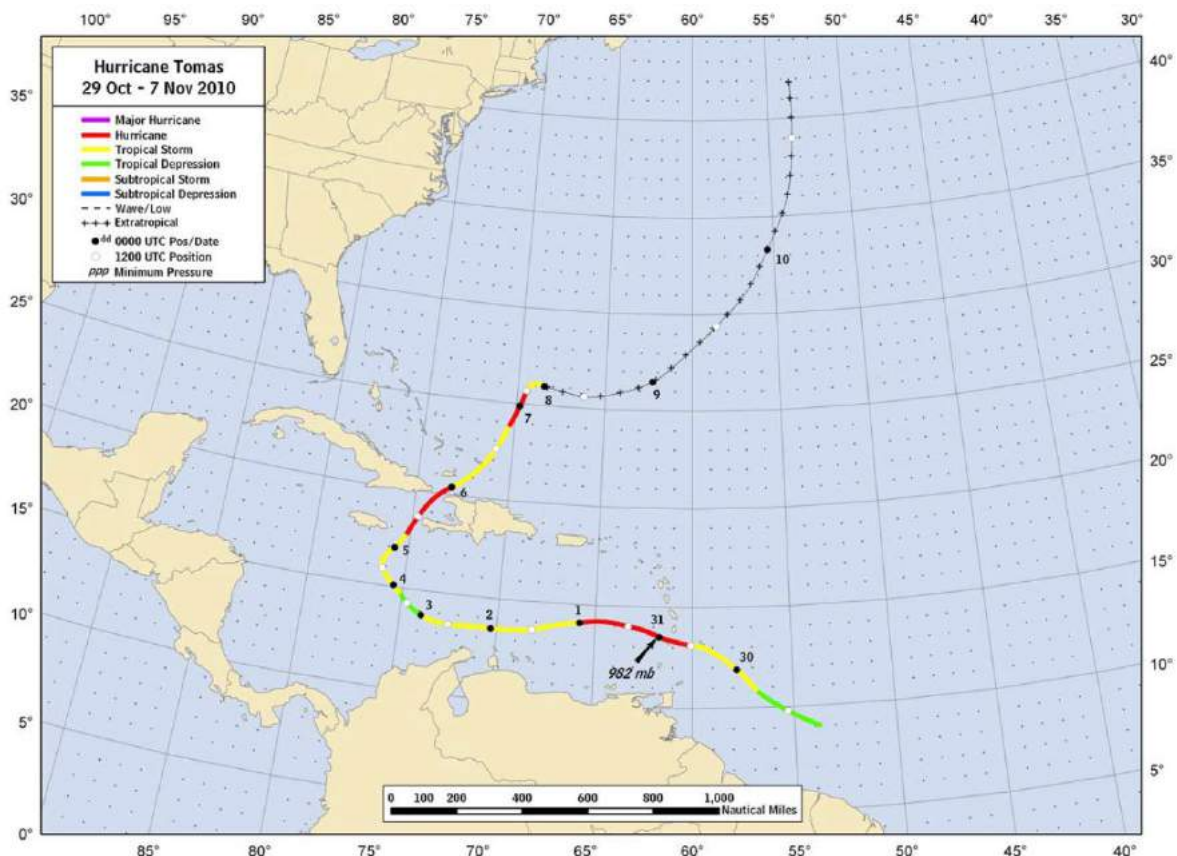 100° 95° 90° 85° 80° 75° 70° 65° 60° 55° 50° 45° 40° 35° 30°
Hurricane Tomas
29 Oct - 7 Nov 2010
Major Hurricane
Hurricane
Tropical Storm
Tropical Depression
Subtropical Storm
Subtropical Depression
Wave/Low
Extratropical
dd 0000 UTC Pos/Date
1200 UTC Position
ppp Minimum Pressure
35°
30°
25°
20°
15°
10°
5°
0°
40°
35°
30°
25°
20°
15°
10°
5°
10
9
8
7
6
5
4
3
2
1
31
30
982 mb
0 100 200 400 600 800 1,000
Nautical Miles
85° 80° 75° 70° 65° 60° 55° 50° 45° 40°